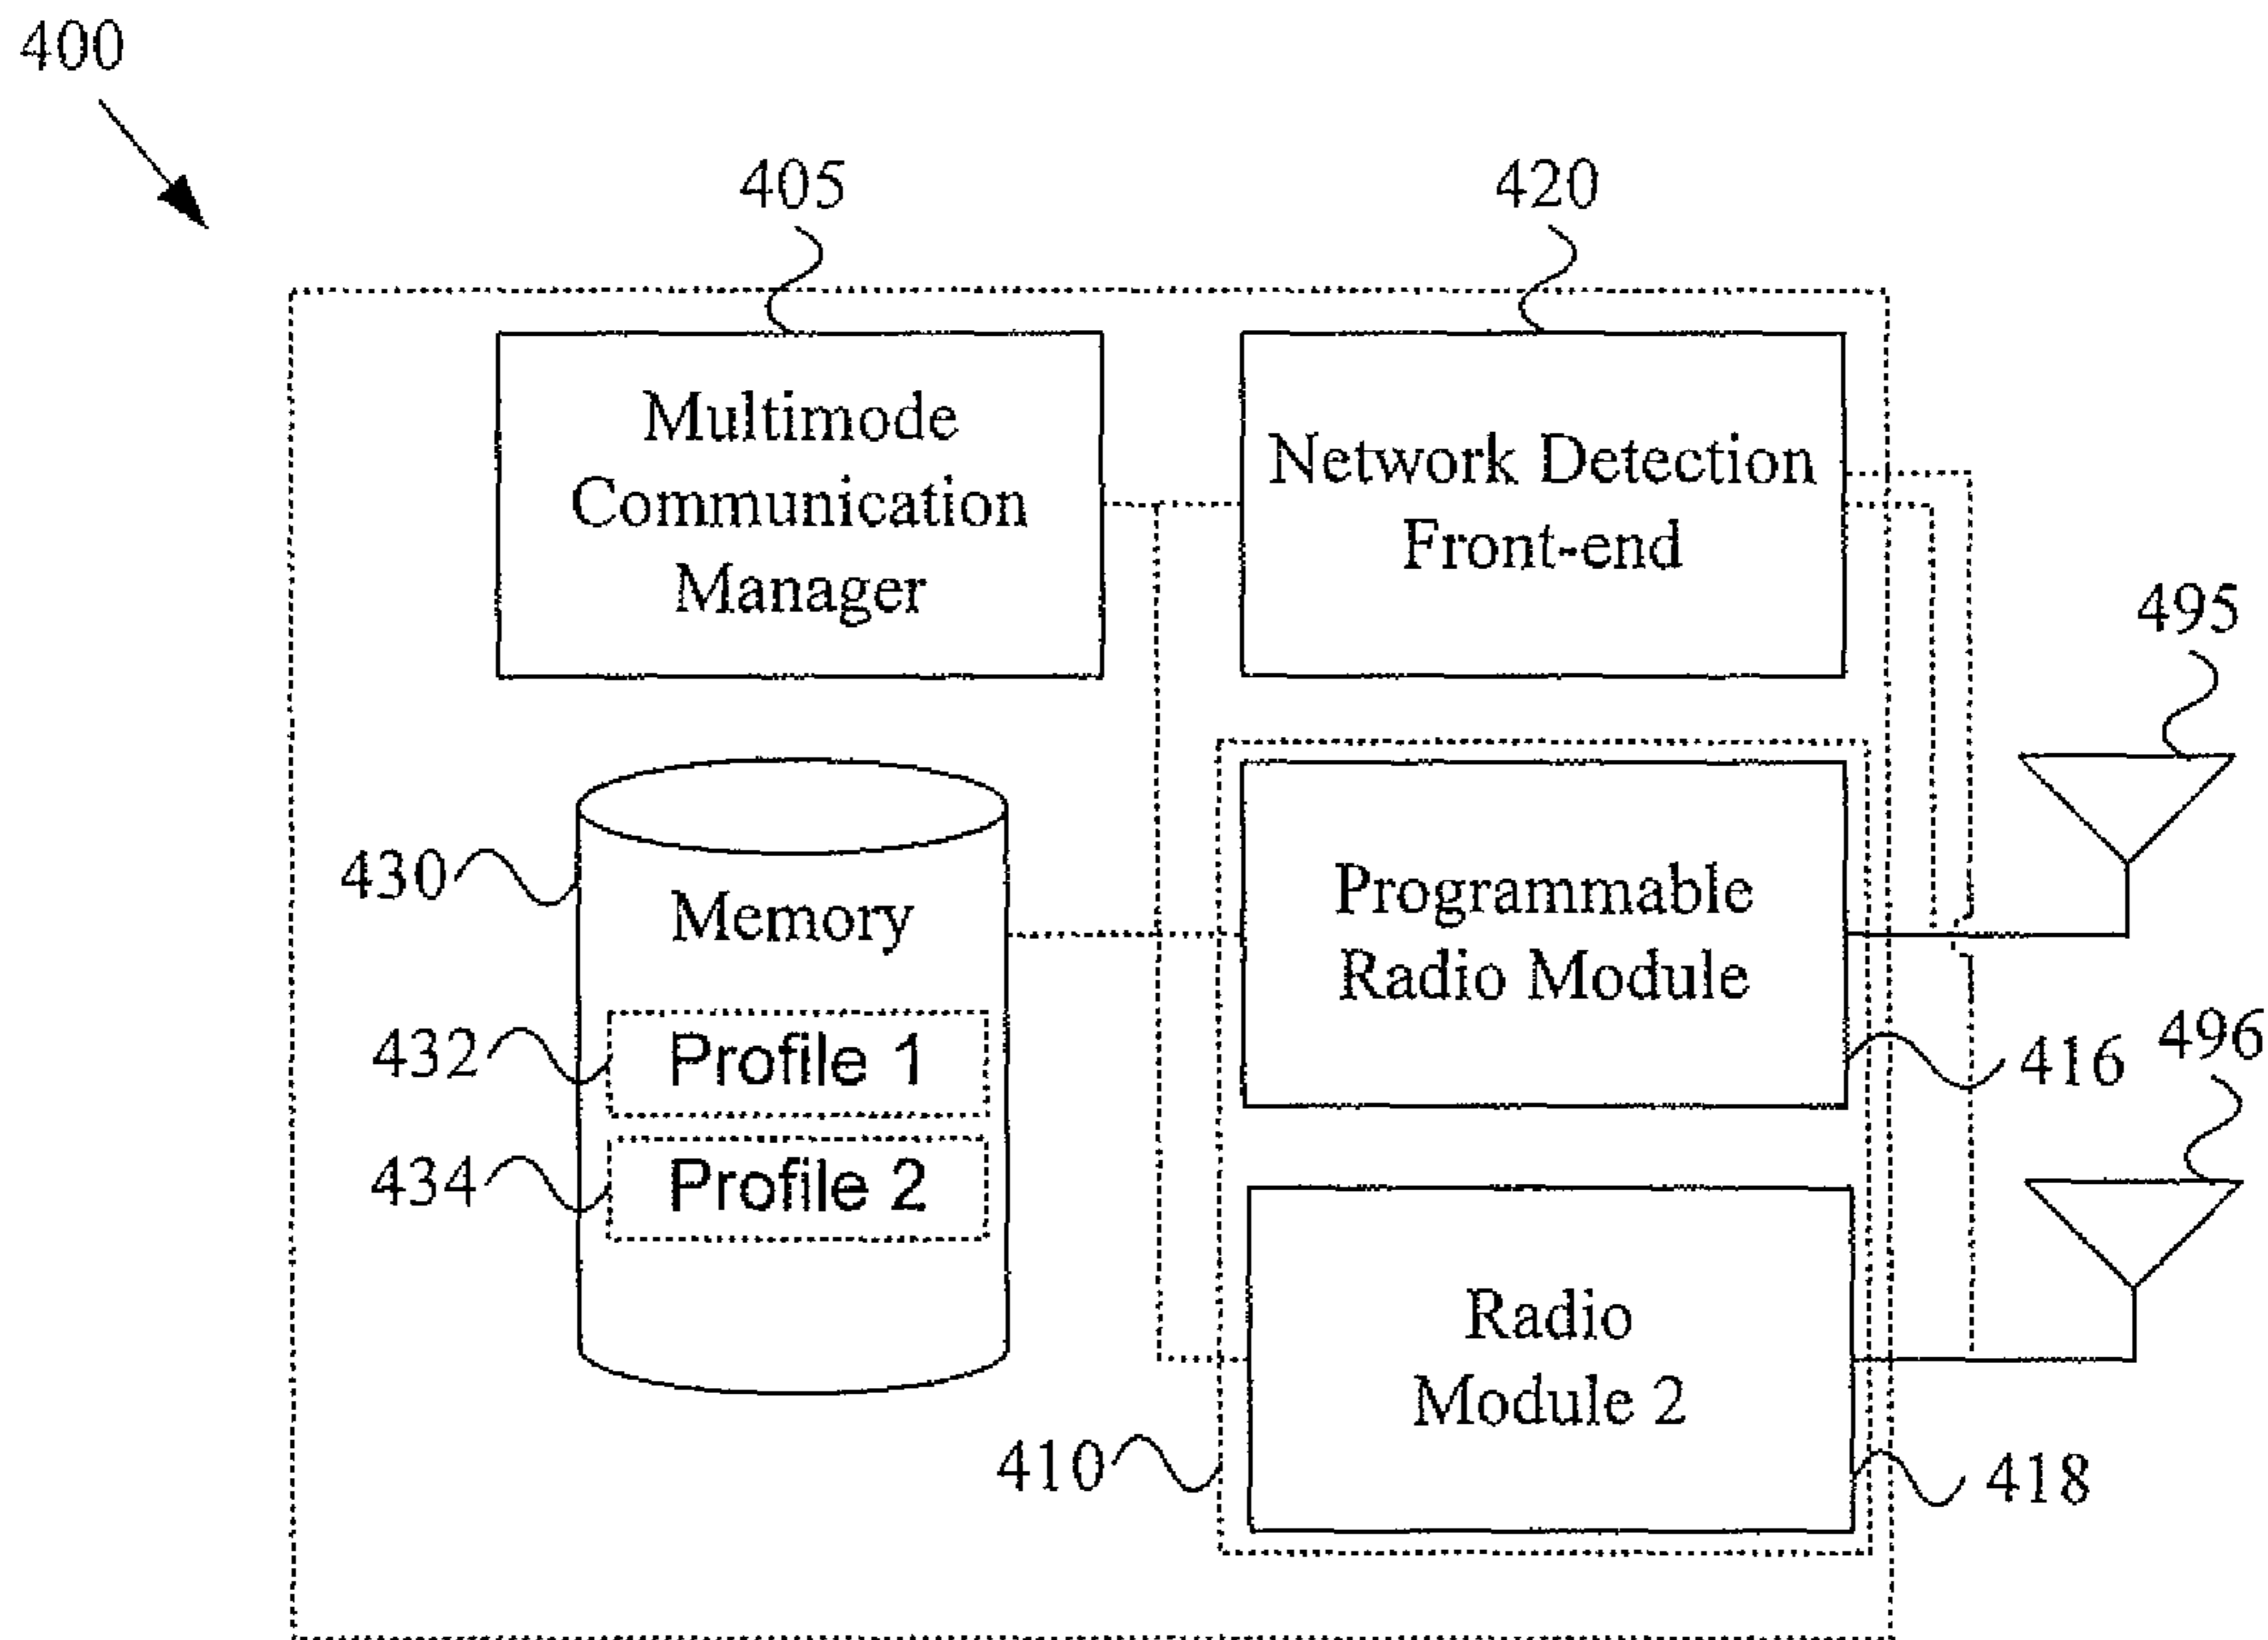 400
405
420
Multimode
Communication
Manager
Network Detection
Front-end
495
430
Memory
Programmable
Radio Module
432
Profile 1
416
496
434
Profile 2
Radio
Module 2
410
418